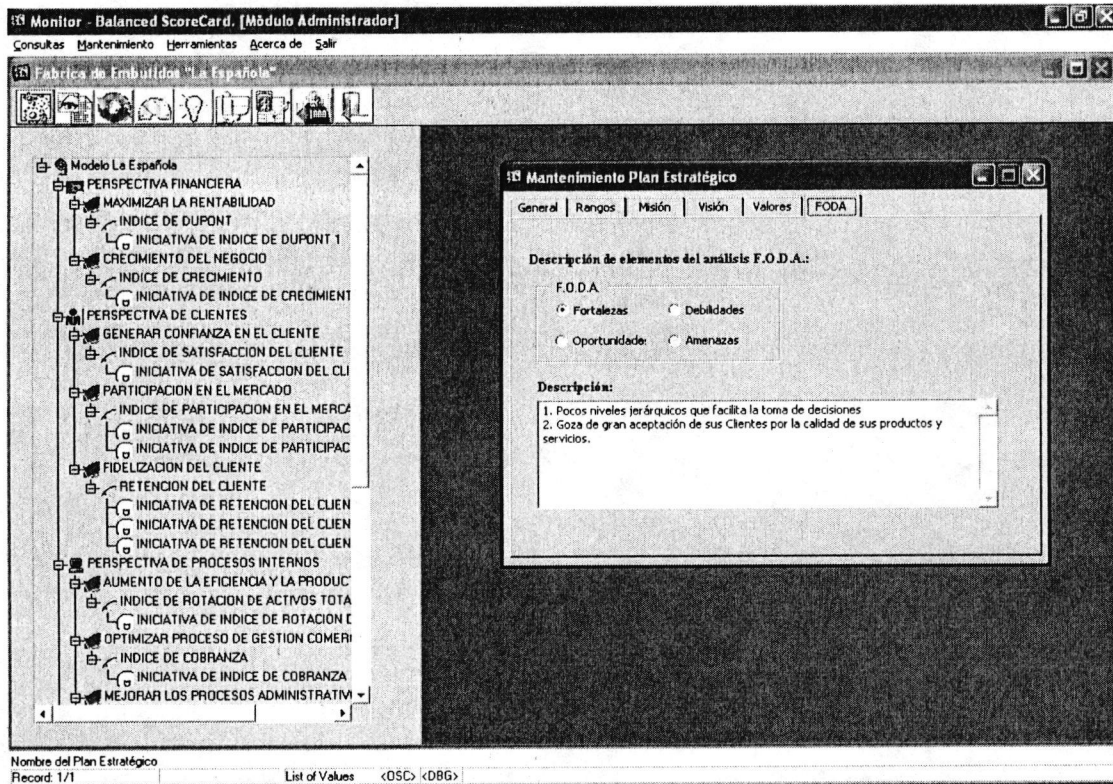 Monitor - Balanced ScoreCard. [Mòdulo Administrador]
Consultas Mantenimiento Herramientas Acerca de Salir
Fabrica de Embutidos "La Española"
Modelo La Española
PERSPECTIVA FINANCIERA
MAXIMIZAR LA RENTABILIDAD
INDICE DE DUPONT
INICIATIVA DE INDICE DE DUPONT 1
CRECIMIENTO DEL NEGOCIO
INDICE DE CRECIMIENTO
INICIATIVA DE INDICE DE CRECIMIENT
PERSPECTIVA DE CLIENTES
GENERAR CONFIANZA EN EL CLIENTE
INDICE DE SATISFACCION DEL CLIENTE
INICIATIVA DE SATISFACCION DEL CLI
PARTICIPACION EN EL MERCADO
INDICE DE PARTICIPACION EN EL MERCA
INICIATIVA DE INDICE DE PARTICIPAC
INICIATIVA DE INDICE DE PARTICIPAC
FIDELIZACION DEL CLIENTE
RETENCION DEL CLIENTE
INICIATIVA DE RETENCION DEL CLIEN
INICIATIVA DE RETENCION DEL CLIEN
INICIATIVA DE RETENCION DEL CLIEN
PERSPECTIVA DE PROCESOS INTERNOS
AUMENTO DE LA EFICIENCIA Y LA PRODUC
INDICE DE ROTACION DE ACTIVOS TOTA
INICIATIVA DE INDICE DE ROTACION D
OPTIMIZAR PROCESO DE GESTION COMER
INDICE DE COBRANZA
INICIATIVA DE INDICE DE COBRANZA
MEJORAR LOS PROCESOS ADMINISTRATIV
Mantenimiento Plan Estratégico
General Rangos Misión Visión Valores FODA
Descripción de elementos del análisis F.O.D.A.:
F.O.D.A.
Fortalezas Debilidades
Oportunidade: Amenazas
Descripción:
1. Pocos niveles jerárquicos que facilita la toma de decisiones
2. Goza de gran aceptación de sus Clientes por la calidad de sus productos y
servicios.
Nombre del Plan Estratégico
Record: 1/1 List of Values <OSC> <DBG>